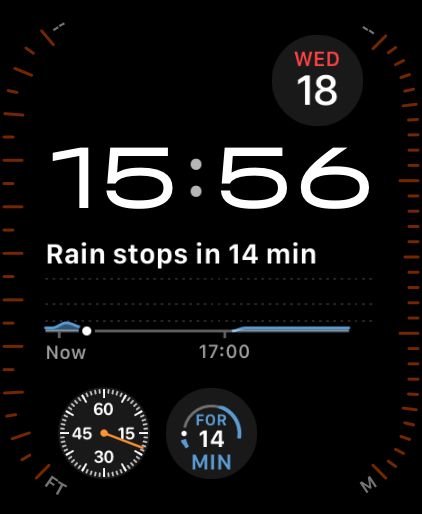 --
--
WED
18
15:56
Rain stops in 14 min
Now
17:00
60
45
15
30
FOR
14
MIN
FT
M